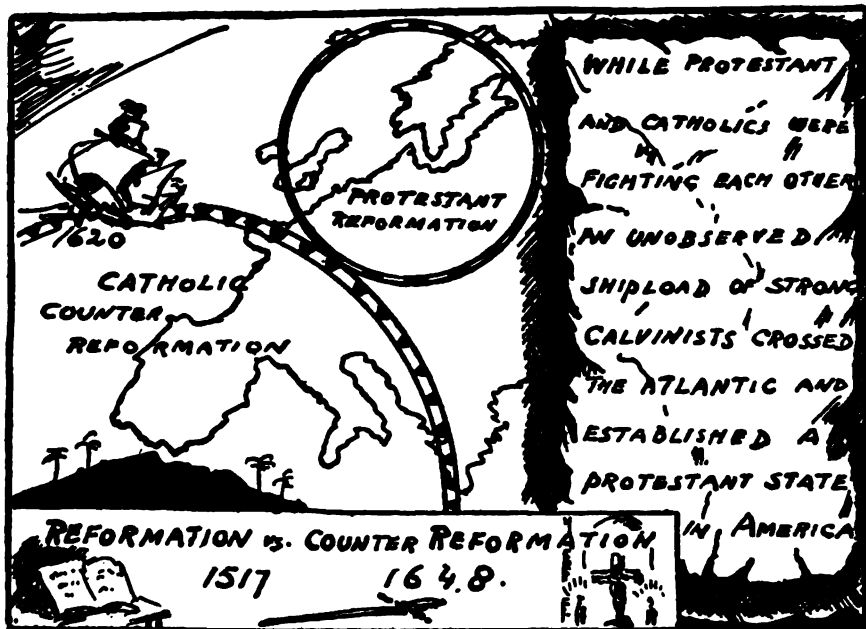 WHILE PROTESTANT
AND CATHOLICS WERE
FIGHTING EACH OTHER
AN UNOBSERVED
SHIPLOAD OF STRONG
CALVINISTS CROSSED
THE ATLANTIC AND
ESTABLISHED A
PROTESTANT STATE
IN AMERICA
PROTESTANT
REFORMATION
1620
CATHOLIC
COUNTER
REFORMATION
REFORMATION vs. COUNTER REFORMATION
1517 1648.